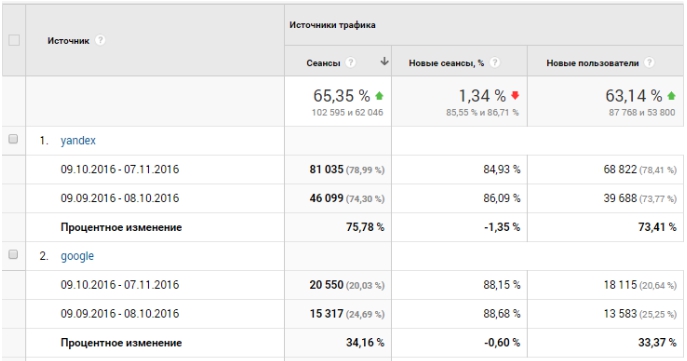 Источники трафика
Источник ?
Сеансы ? Новые сеансы, % ? Новые пользователи ?
65,35 % 1,34 % 63,14 %
102 595 и 62 046 85,55 % и 86,71 % 87 768 и 53 800
1. yandex
09.10.2016 - 07.11.2016 81 035 (78,99 %) 84,93 % 68 822 (78,41 %)
09.09.2016 - 08.10.2016 46 099 (74,30 %) 86,09 % 39 688 (73,77 %)
Процентное изменение 75,78 % -1,35 % 73,41 %
2. google
09.10.2016 - 07.11.2016 20 550 (20,03 %) 88,15 % 18 115 (20,64 %)
09.09.2016 - 08.10.2016 15 317 (24,69 %) 88,68 % 13 583 (25,25 %)
Процентное изменение 34,16 % -0,60 % 33,37 %